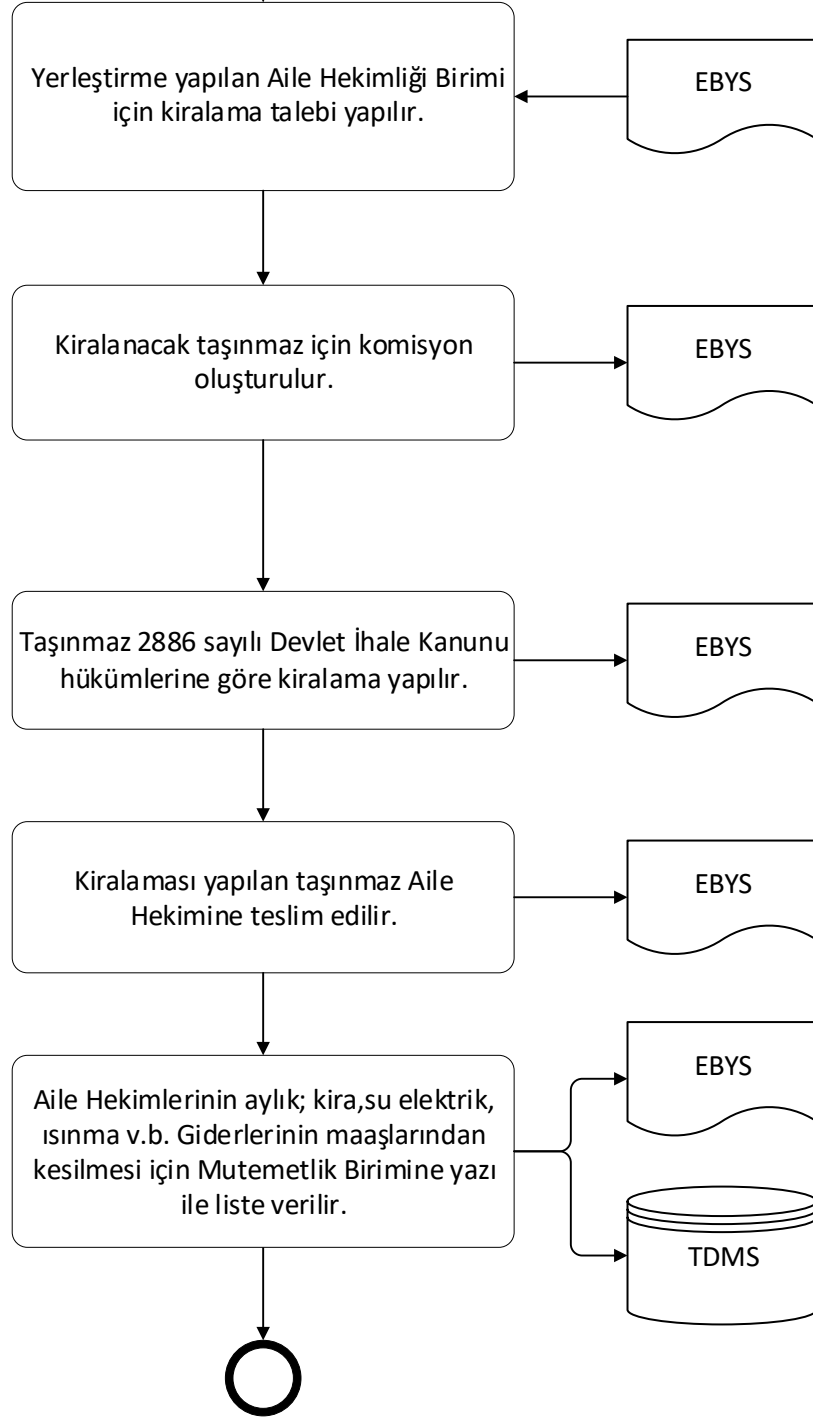 Yerleştirme yapılan Aile Hekimliği Birimi
için kiralama talebi yapılır.
EBYS
Kiralanacak taşınmaz için komisyon
oluşturulur.
EBYS
Taşınmaz 2886 sayılı Devlet İhale Kanunu
hükümlerine göre kiralama yapılır.
EBYS
Kiralaması yapılan taşınmaz Aile
Hekimine teslim edilir.
EBYS
Aile Hekimlerinin aylık; kira,su elektrik,
ısınma v.b. Giderlerinin maaşlarından
kesilmesi için Mutemetlik Birimine yazı
ile liste verilir.
EBYS
TDMS